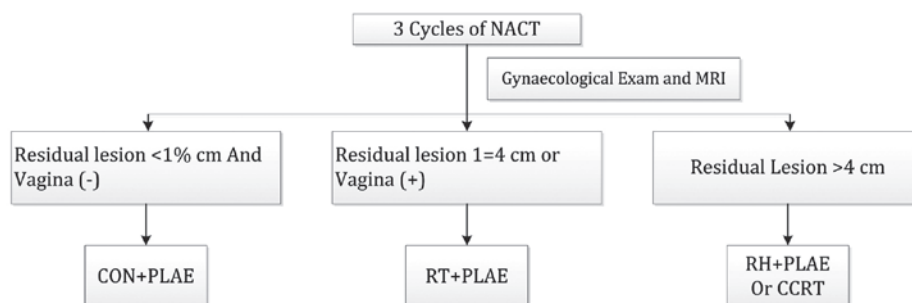 3 Cycles of NACT
Gynaecological Exam and MRI
Residual lesion <1% cm And
Vagina (-)
Residual lesion 1=4 cm or
Vagina (+)
Residual Lesion >4 cm
CON+PLAE
RT+PLAE
RH+PLAE
Or CCRT